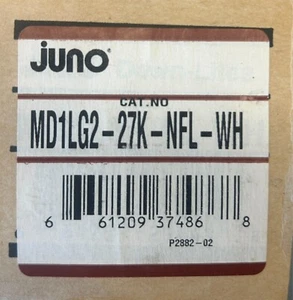 juno
CAT.NO
MD1LG2-27K-NFL-WH
6 61209 37486 8
P2882-02